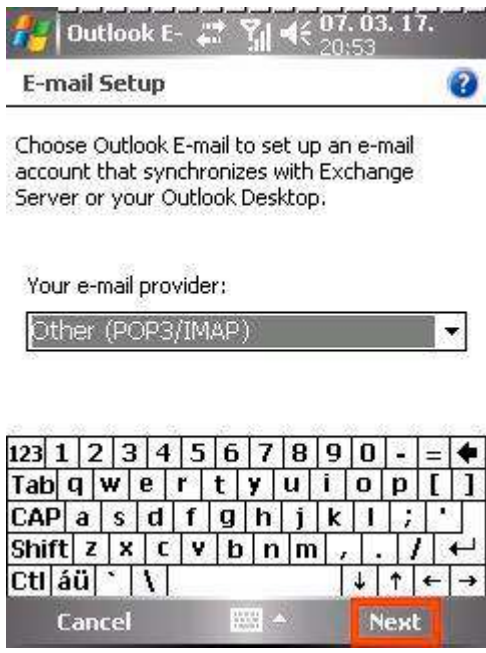 Outlook E- 07. 03. 17.
20:53
E-mail Setup ?
Choose Outlook E-mail to set up an e-mail
account that synchronizes with Exchange
Server or your Outlook Desktop.
Your e-mail provider:
Other (POP3/IMAP)
123 1 2 3 4 5 6 7 8 9 0 - =
Tab q w e r t y u i o p [ ]
CAP a s d f g h j k l ; '
Shift z x c v b n m , . /
Ctl áü ` \ ↓ ↑ ← →
Cancel Next